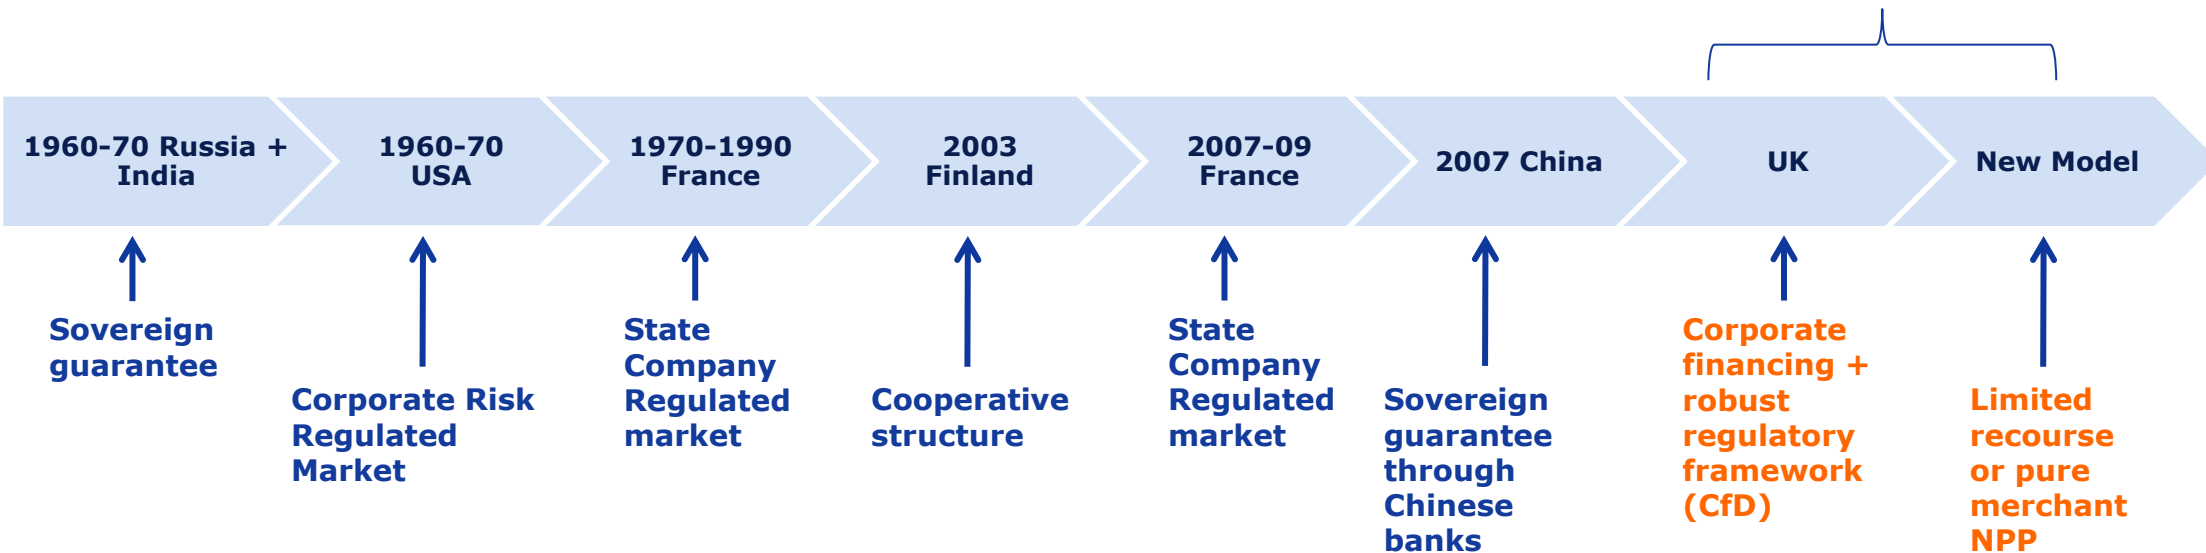 1960-70 Russia +
India
1960-70
USA
1970-1990
France
2003
Finland
2007-09
France
2007 China
UK
New Model
Sovereign
guarantee
Corporate Risk
Regulated
Market
State
Company
Regulated
market
Cooperative
structure
State
Company
Regulated
market
Sovereign
guarantee
through
Chinese
banks
Corporate
financing +
robust
regulatory
framework
(CfD)
Limited
recourse
or pure
merchant
NPP